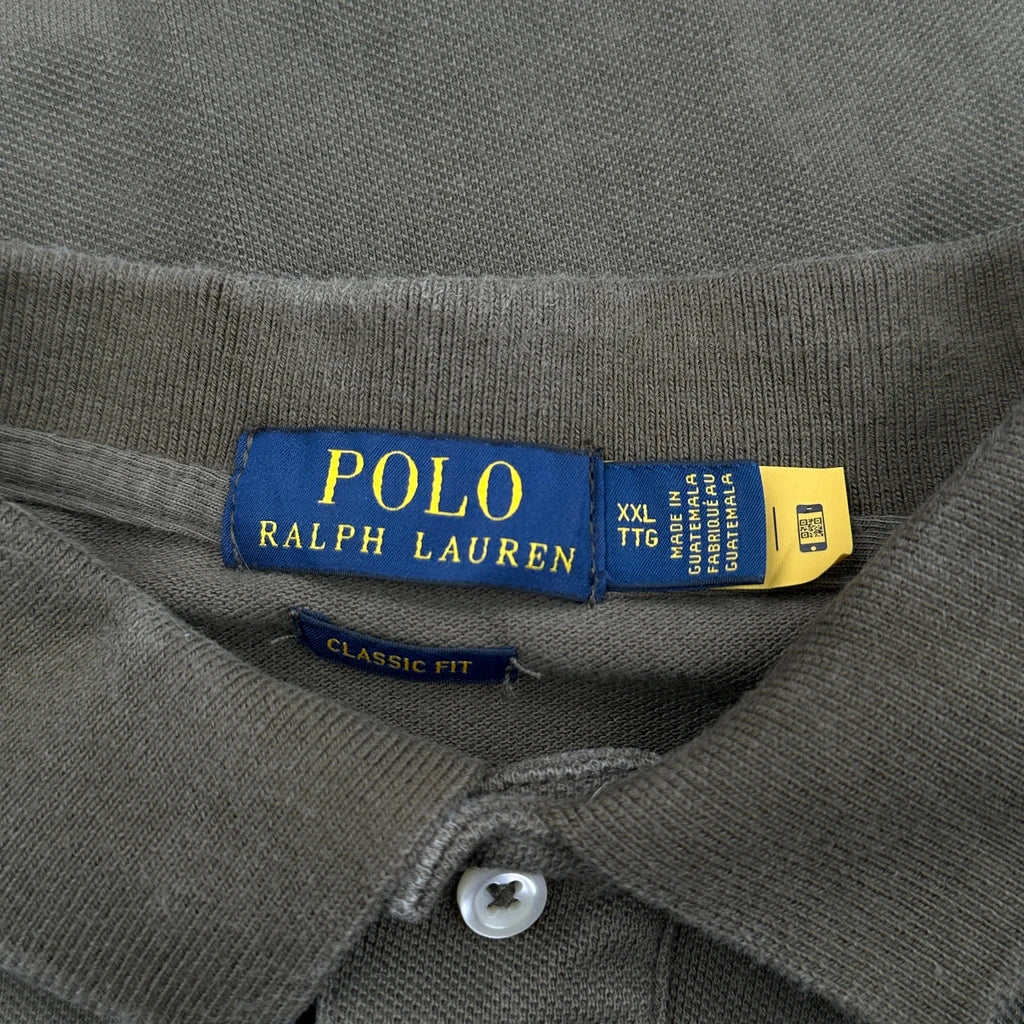 POLO
RALPH LAUREN
XXL
TTG
MADE IN
GUATEMALA
FABRIQUÉ AU
GUATEMALA
CLASSIC FIT